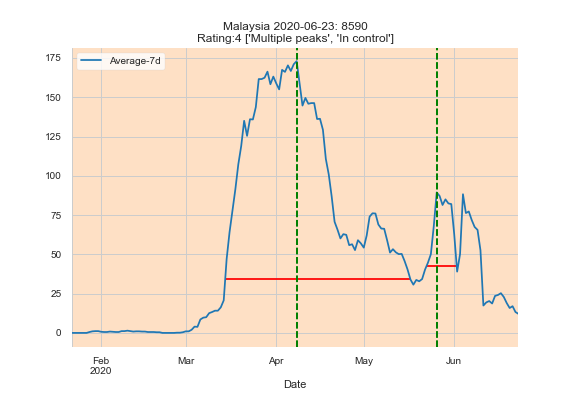 Malaysia 2020-06-23: 8590
Rating:4 ['Multiple peaks', 'In control']
Average-7d
175
150
125
100
75
50
25
0
Feb
2020
Mar
Apr
May
Jun
Date